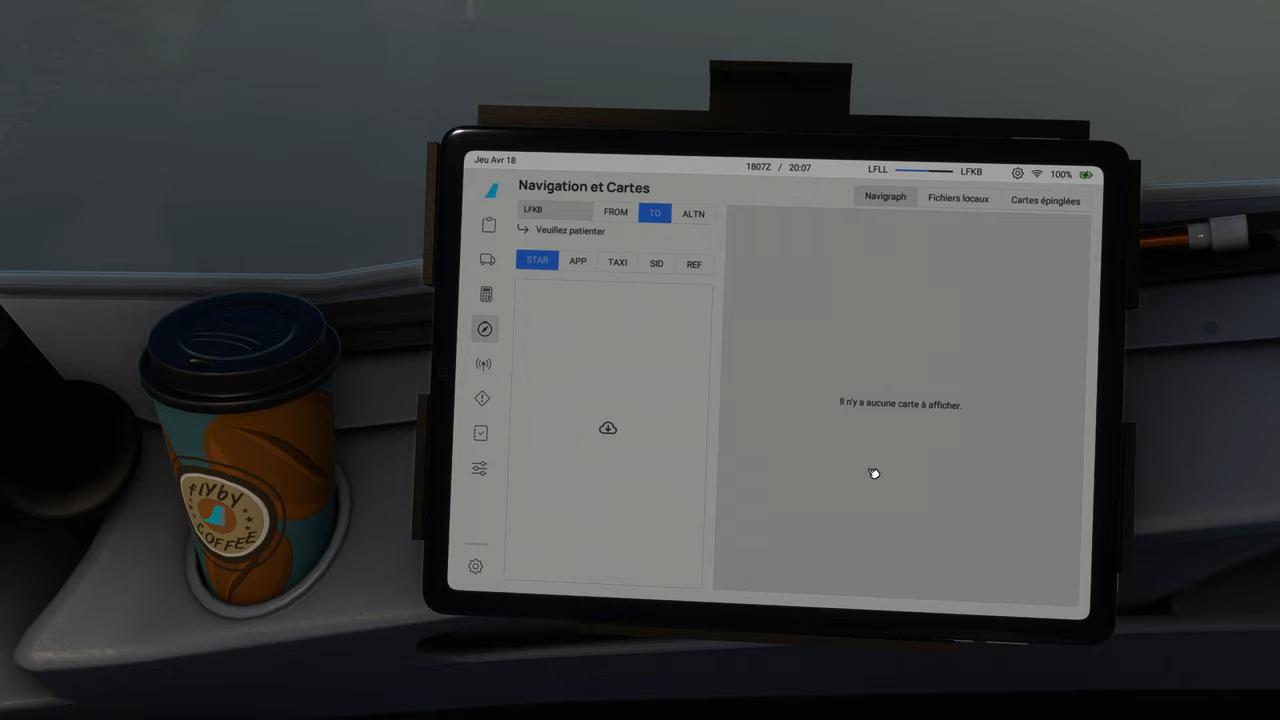 Jeu Avr 18
1807Z / 20:07
LFLL
LFKB
100%
Navigation et Cartes
Navigraph
Fichiers locaux
Cartes épinglées
LFKB
FROM
TO
ALTN
Veuillez patienter
STAR
APP
TAXI
SID
REF
Il n'y a aucune carte à afficher.
flyby
COFFEE